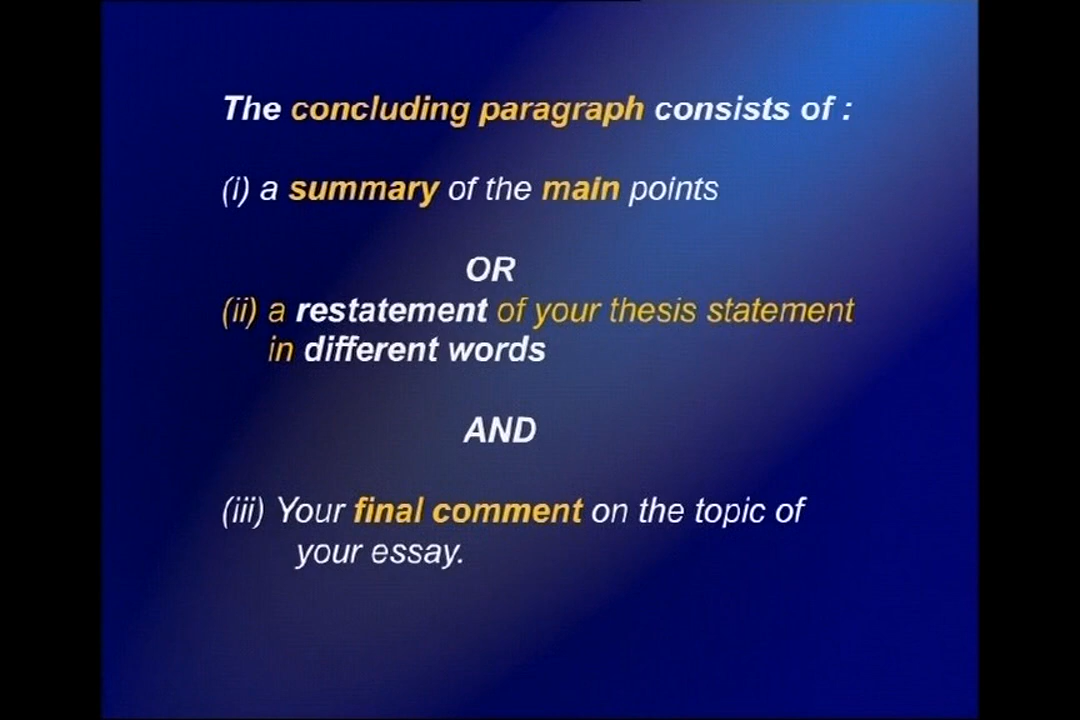 The concluding paragraph consists of :
(i) a summary of the main points
OR
(ii) a restatement of your thesis statement
in different words
AND
(iii) Your final comment on the topic of
your essay.